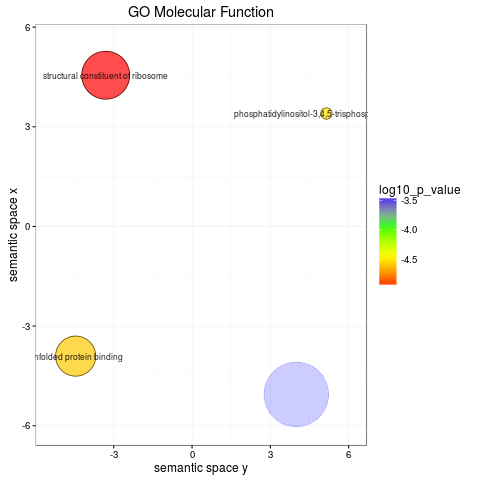 GO Molecular Function
6
structural constituent of ribosome
phosphatidylinositol-3,4,5-trisphosp
3
log10_p_value
-3.5
-4.0
-4.5
semantic space x
0
-3
nfolded protein binding
-6
-3
0
3
6
semantic space y